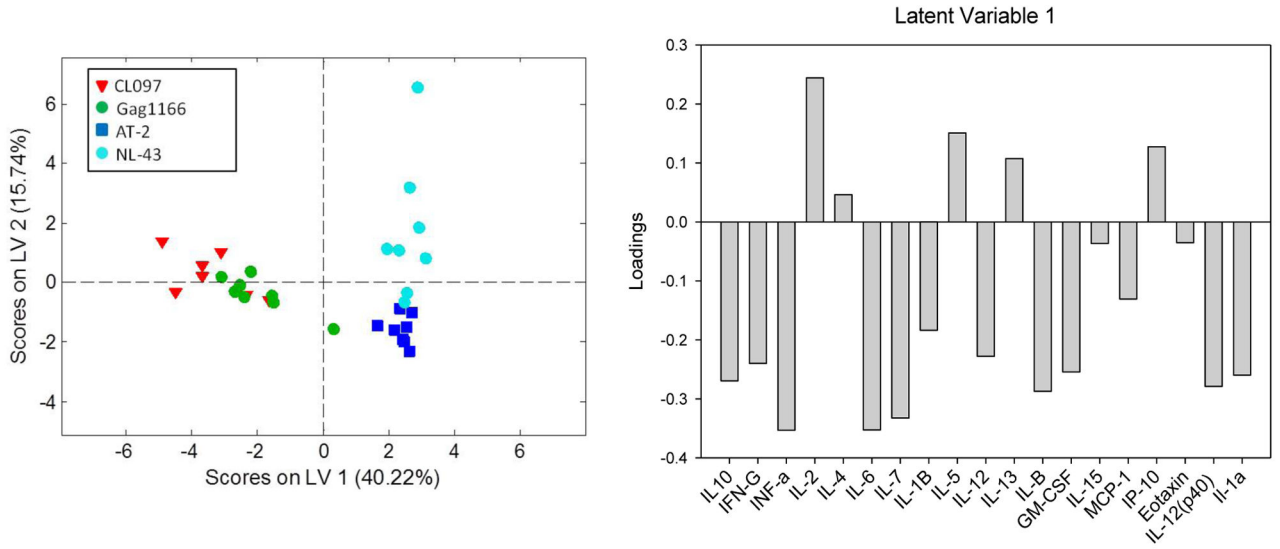 CL097
Gag1166
AT-2
NL-43
6
4
2
0
-2
-4
-6
-4
-2
0
2
4
6
Scores on LV 2 (15.74%)
Scores on LV 1 (40.22%)
Latent Variable 1
0.3
0.2
0.1
0.0
-0.1
-0.2
-0.3
-0.4
Loadings
IL10
IFN-G
INF-a
IL-2
IL-4
IL-6
IL-7
IL-1B
IL-5
IL-12
IL-13
IL-B
GM-CSF
IL-15
MCP-1
IP-10
Eotaxin
IL-12(p40)
Il-1a